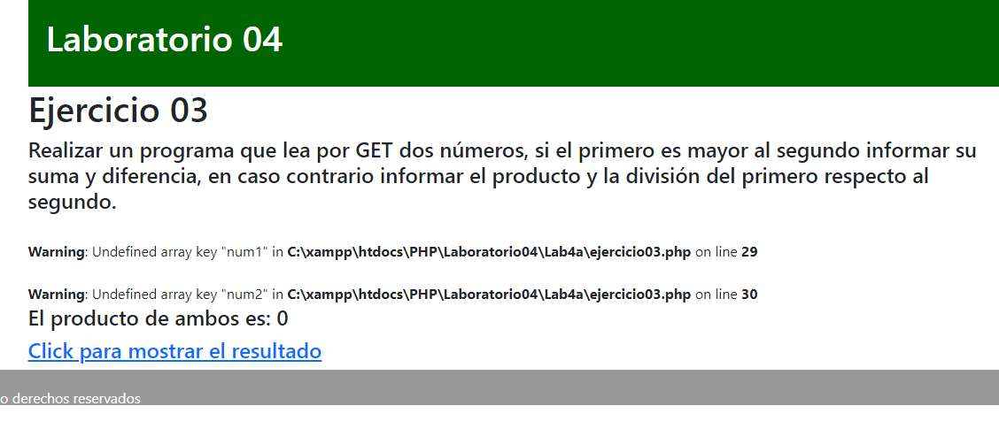 Laboratorio 04
Ejercicio 03
Realizar un programa que lea por GET dos números, si el primero es mayor al segundo informar su
suma y diferencia, en caso contrario informar el producto y la división del primero respecto al
segundo.
Warning: Undefined array key "num1" in C:\xampp\htdocs\PHP\Laboratorio04\Lab4a\ejercicio03.php on line 29
Warning: Undefined array key "num2" in C:\xampp\htdocs\PHP\Laboratorio04\Lab4a\ejercicio03.php on line 30
El producto de ambos es: 0
Click para mostrar el resultado
o derechos reservados